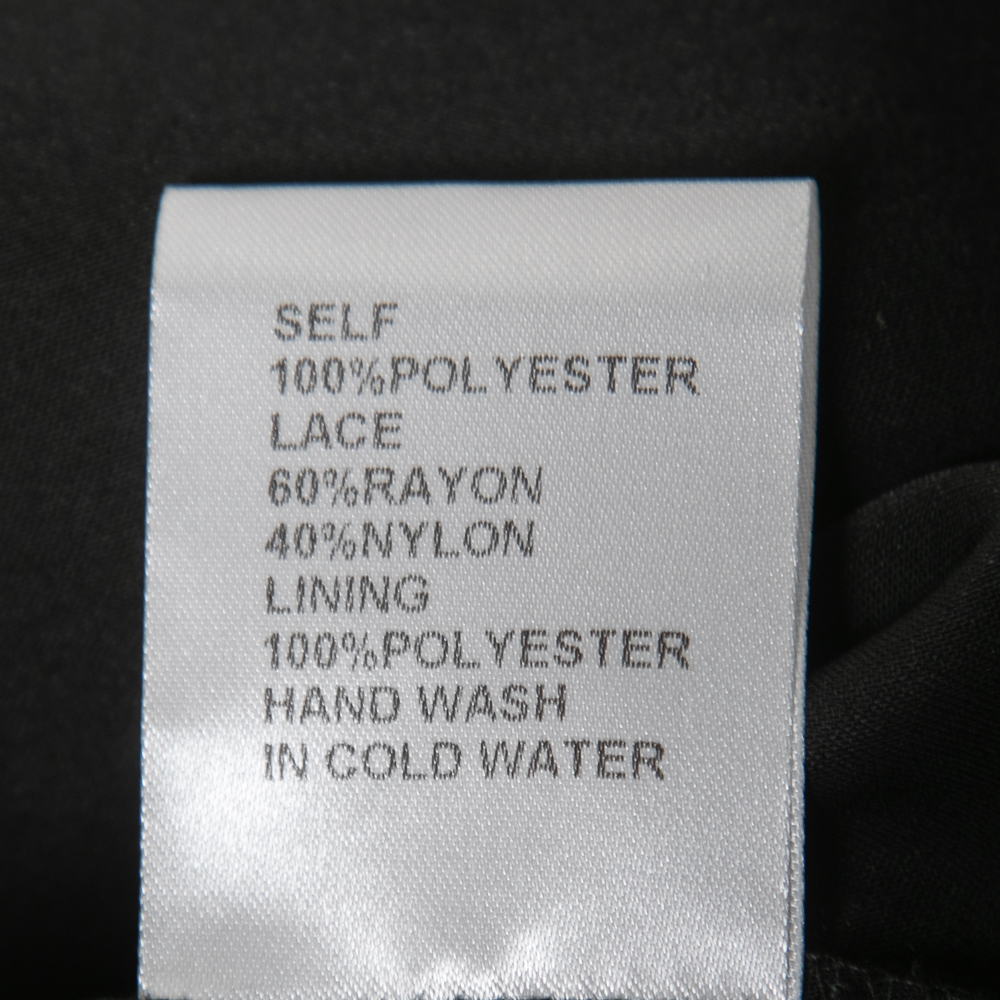 SELF
100%POLYESTER
LACE
60%RAYON
40%NYLON
LINING
100%POLYESTER
HAND WASH
IN COLD WATER